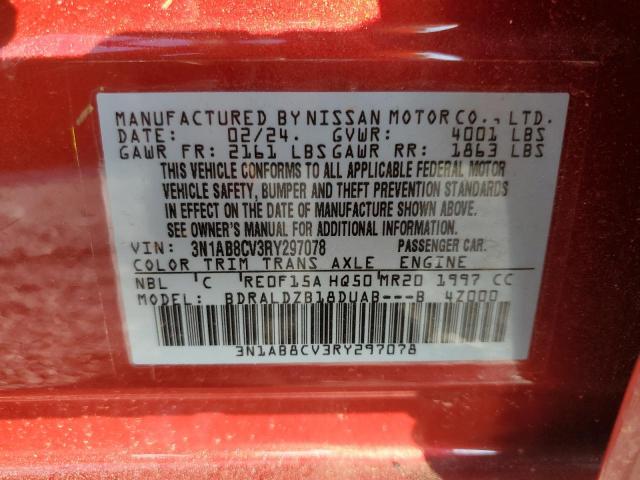 MANUFACTURED BY NISSAN MOTOR CO., LTD.
DATE: 02/24. GVWR: 4001 LBS
GAWR FR: 2161 LBS GAWR RR: 1863 LBS
THIS VEHICLE CONFORMS TO ALL APPLICABLE FEDERAL MOTOR
VEHICLE SAFETY, BUMPER AND THEFT PREVENTION STANDARDS
IN EFFECT ON THE DATE OF MANUFACTURE SHOWN ABOVE.
SEE OWNER'S MANUAL FOR ADDITIONAL INFORMATION.
VIN: 3N1AB8CV3RY297078 PASSENGER CAR.
COLOR TRIM TRANS AXLE ENGINE
NBL C RE0F15A HQ50 MR20 1997 CC
MODEL: BDRALDZB18DUAB---B 4Z000
3N1AB8CV3RY297078